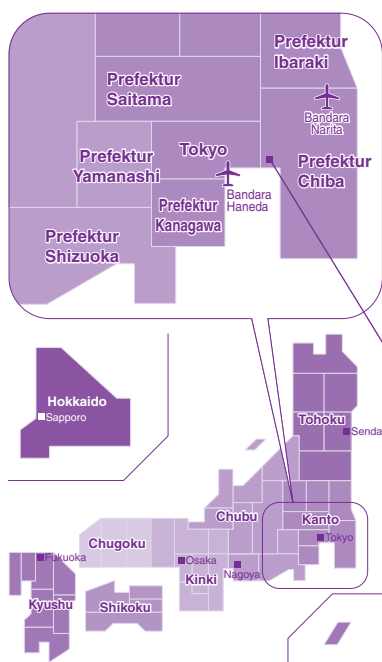 Prefektur
Ibaraki
Prefektur
Saitama
Bandara
Narita
Tokyo
Prefektur
Yamanashi
Prefektur
Chiba
Bandara
Haneda
Prefektur
Kanagawa
Prefektur
Shizuoka
Hokkaido
Sapporo
Tohoku
Senda
Chubu
Kanto
Tokyo
Chugoku
Fukuoka
Osaka
Nagoya
Kinki
Kyushu
Shikoku